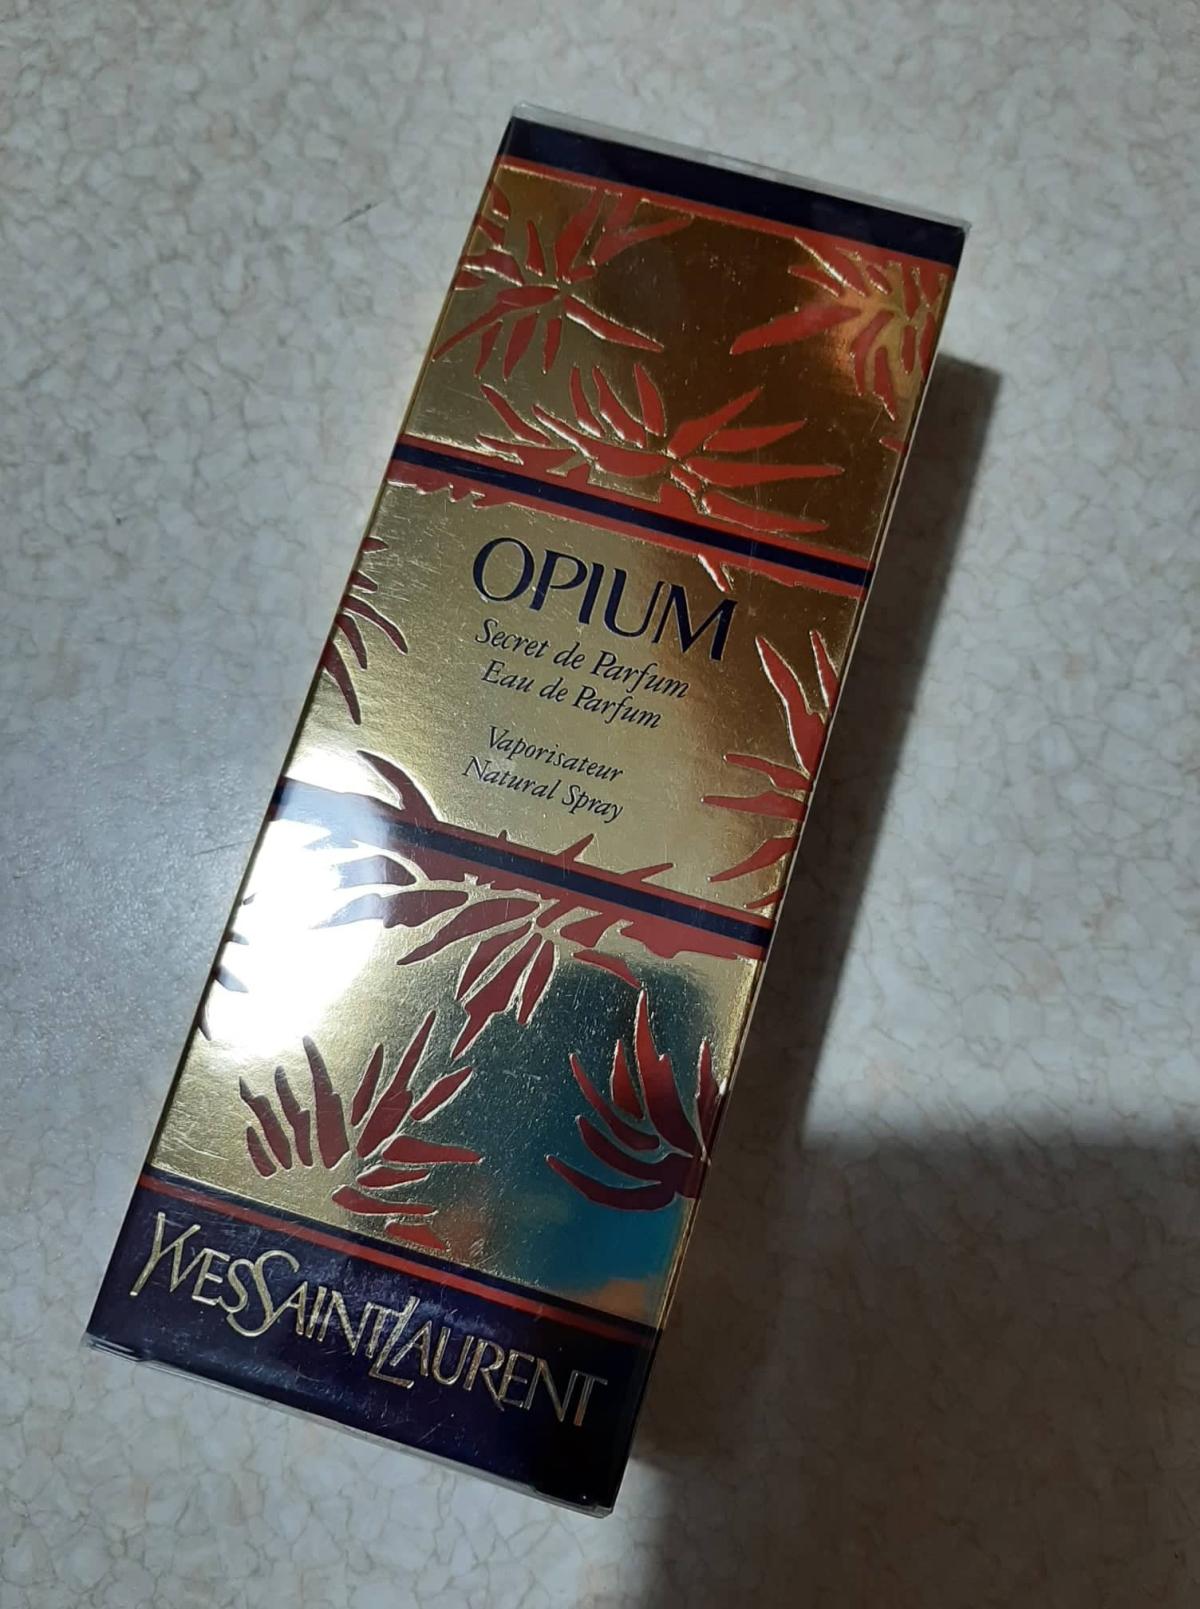 OPIUM
Secret de Parfum
Eau de Parfum
Vaporisateur
Natural Spray
YVESSAINTLAURENT